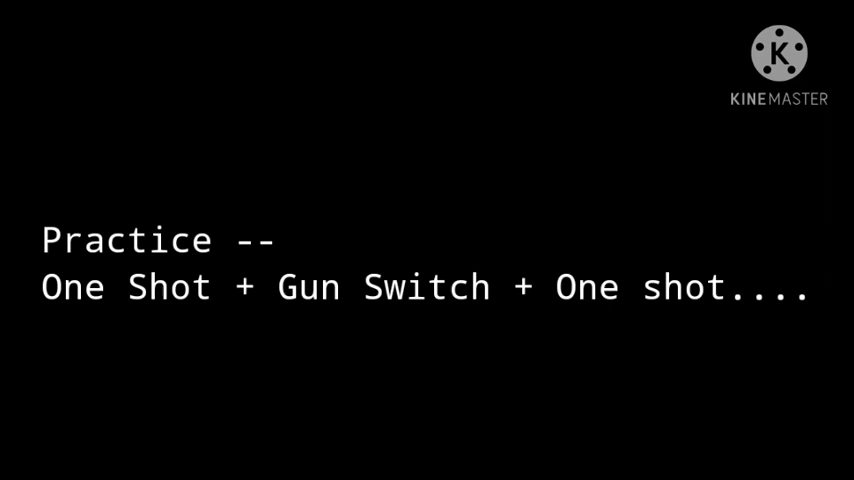 KINEMASTER
Practice --
One Shot + Gun Switch + One shot....